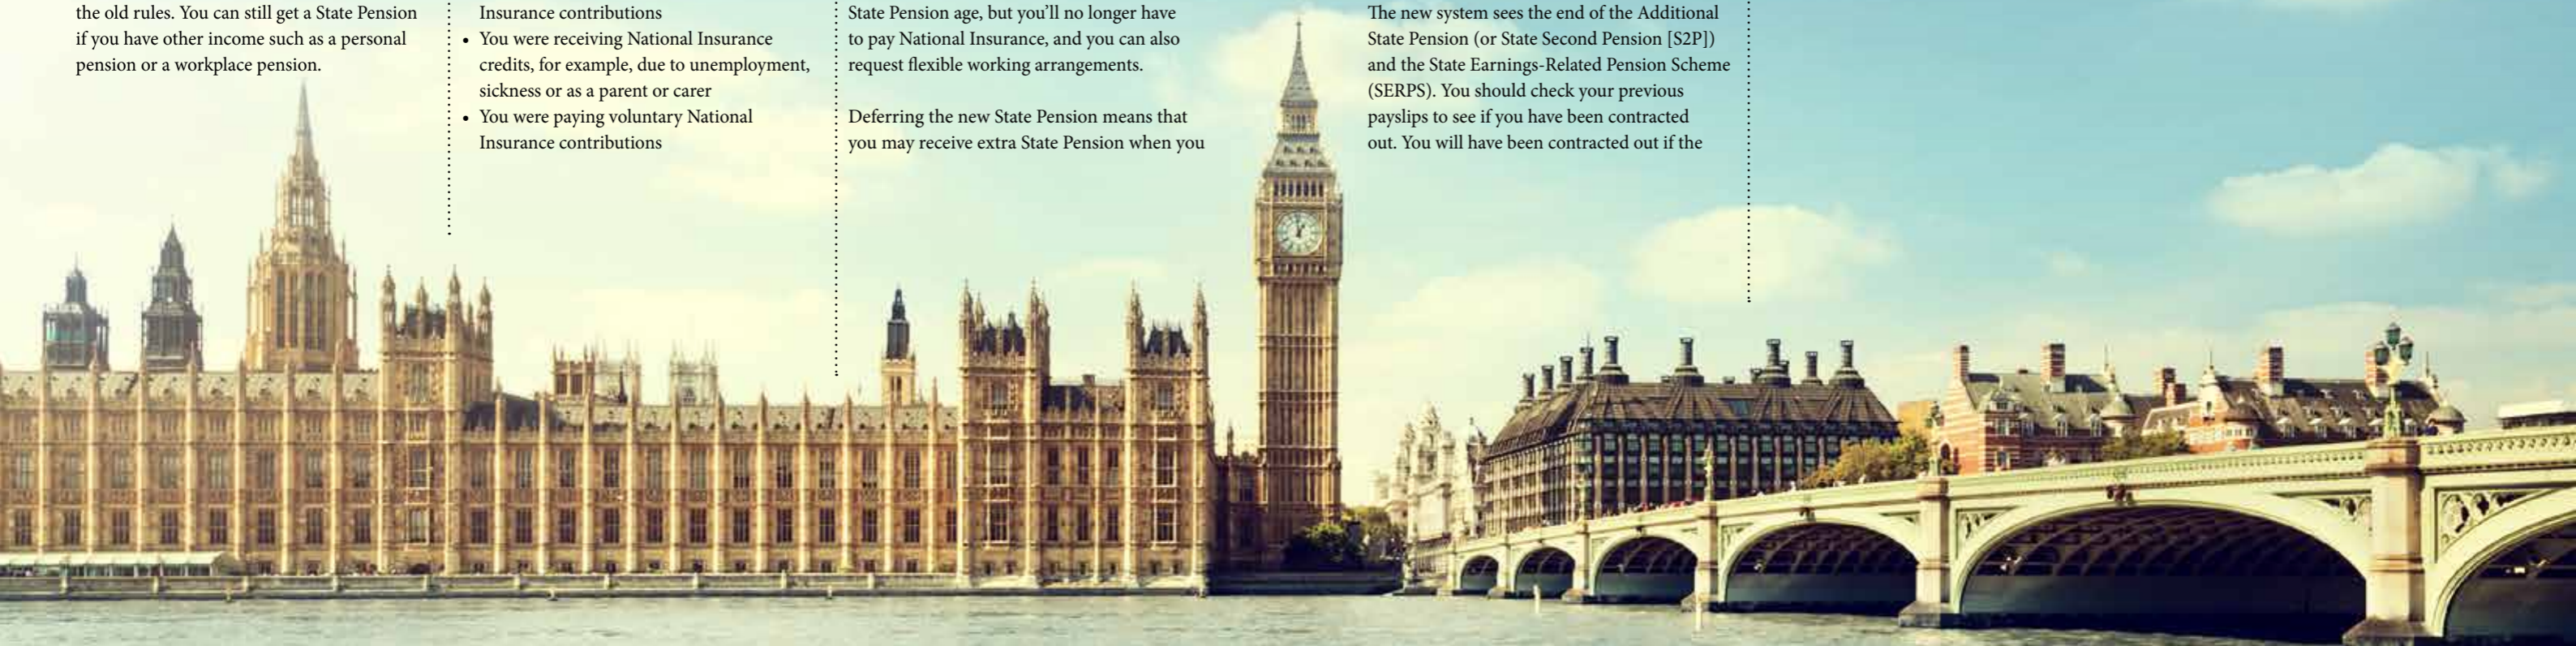 the old rules. You can still get a State Pension
if you have other income such as a personal
pension or a workplace pension.
Insurance contributions
• You were receiving National Insurance
credits, for example, due to unemployment,
sickness or as a parent or carer
• You were paying voluntary National
Insurance contributions
State Pension age, but you’ll no longer have
to pay National Insurance, and you can also
request flexible working arrangements.
Deferring the new State Pension means that
you may receive extra State Pension when you
The new system sees the end of the Additional
State Pension (or State Second Pension [S2P])
and the State Earnings-Related Pension Scheme
(SERPS). You should check your previous
payslips to see if you have been contracted
out. You will have been contracted out if the